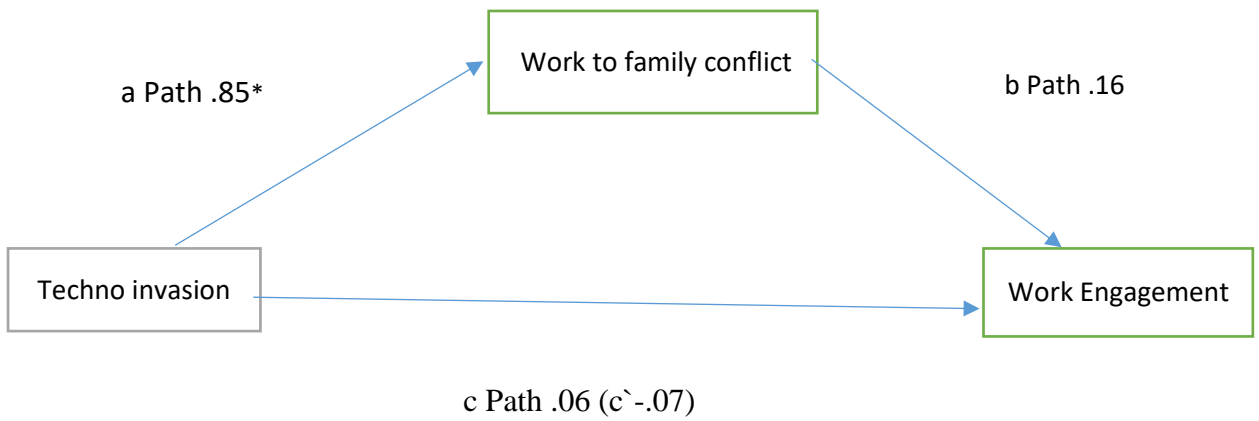 Work to family conflict
a Path .85*
b Path .16
Techno invasion
Work Engagement
c Path .06 (c`-.07)